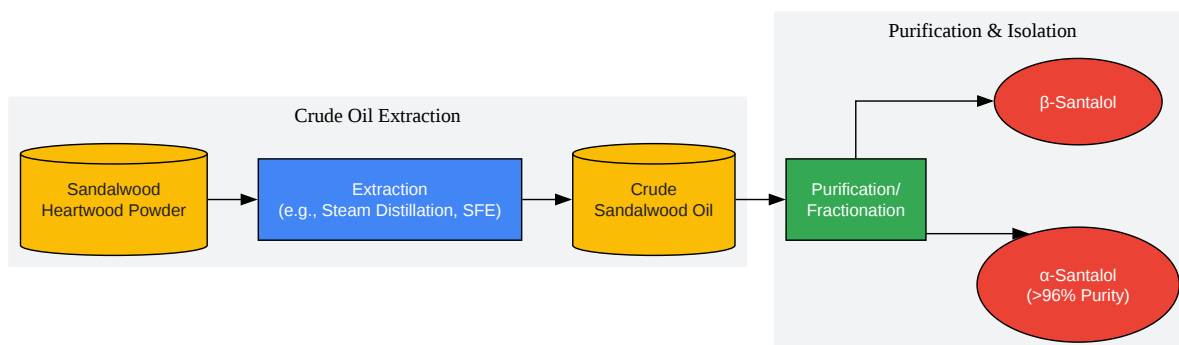 Purification & Isolation
β-Santalol
Crude Oil Extraction
Sandalwood
Heartwood Powder
Extraction
(e.g., Steam Distillation, SFE)
Crude
Sandalwood Oil
Purification/
Fractionation
α-Santalol
(>96% Purity)